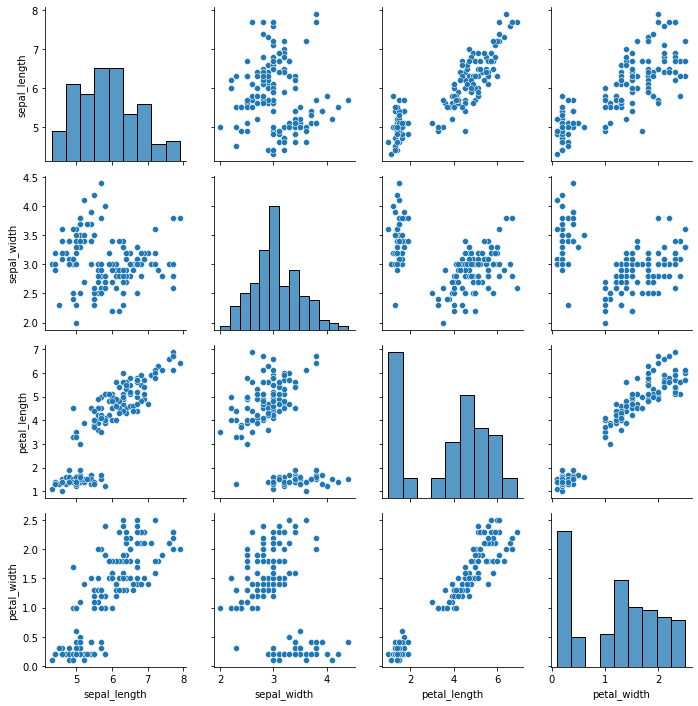 8
7
6
5
sepal_length
4.5
4.0
3.5
3.0
2.5
2.0
sepal_width
7
6
5
4
3
2
1
petal_length
2.5
2.0
1.5
1.0
0.5
0.0
petal_width
5 6 7 8
2 3 4
2 4 6
0 1 2
sepal_length sepal_width petal_length petal_width